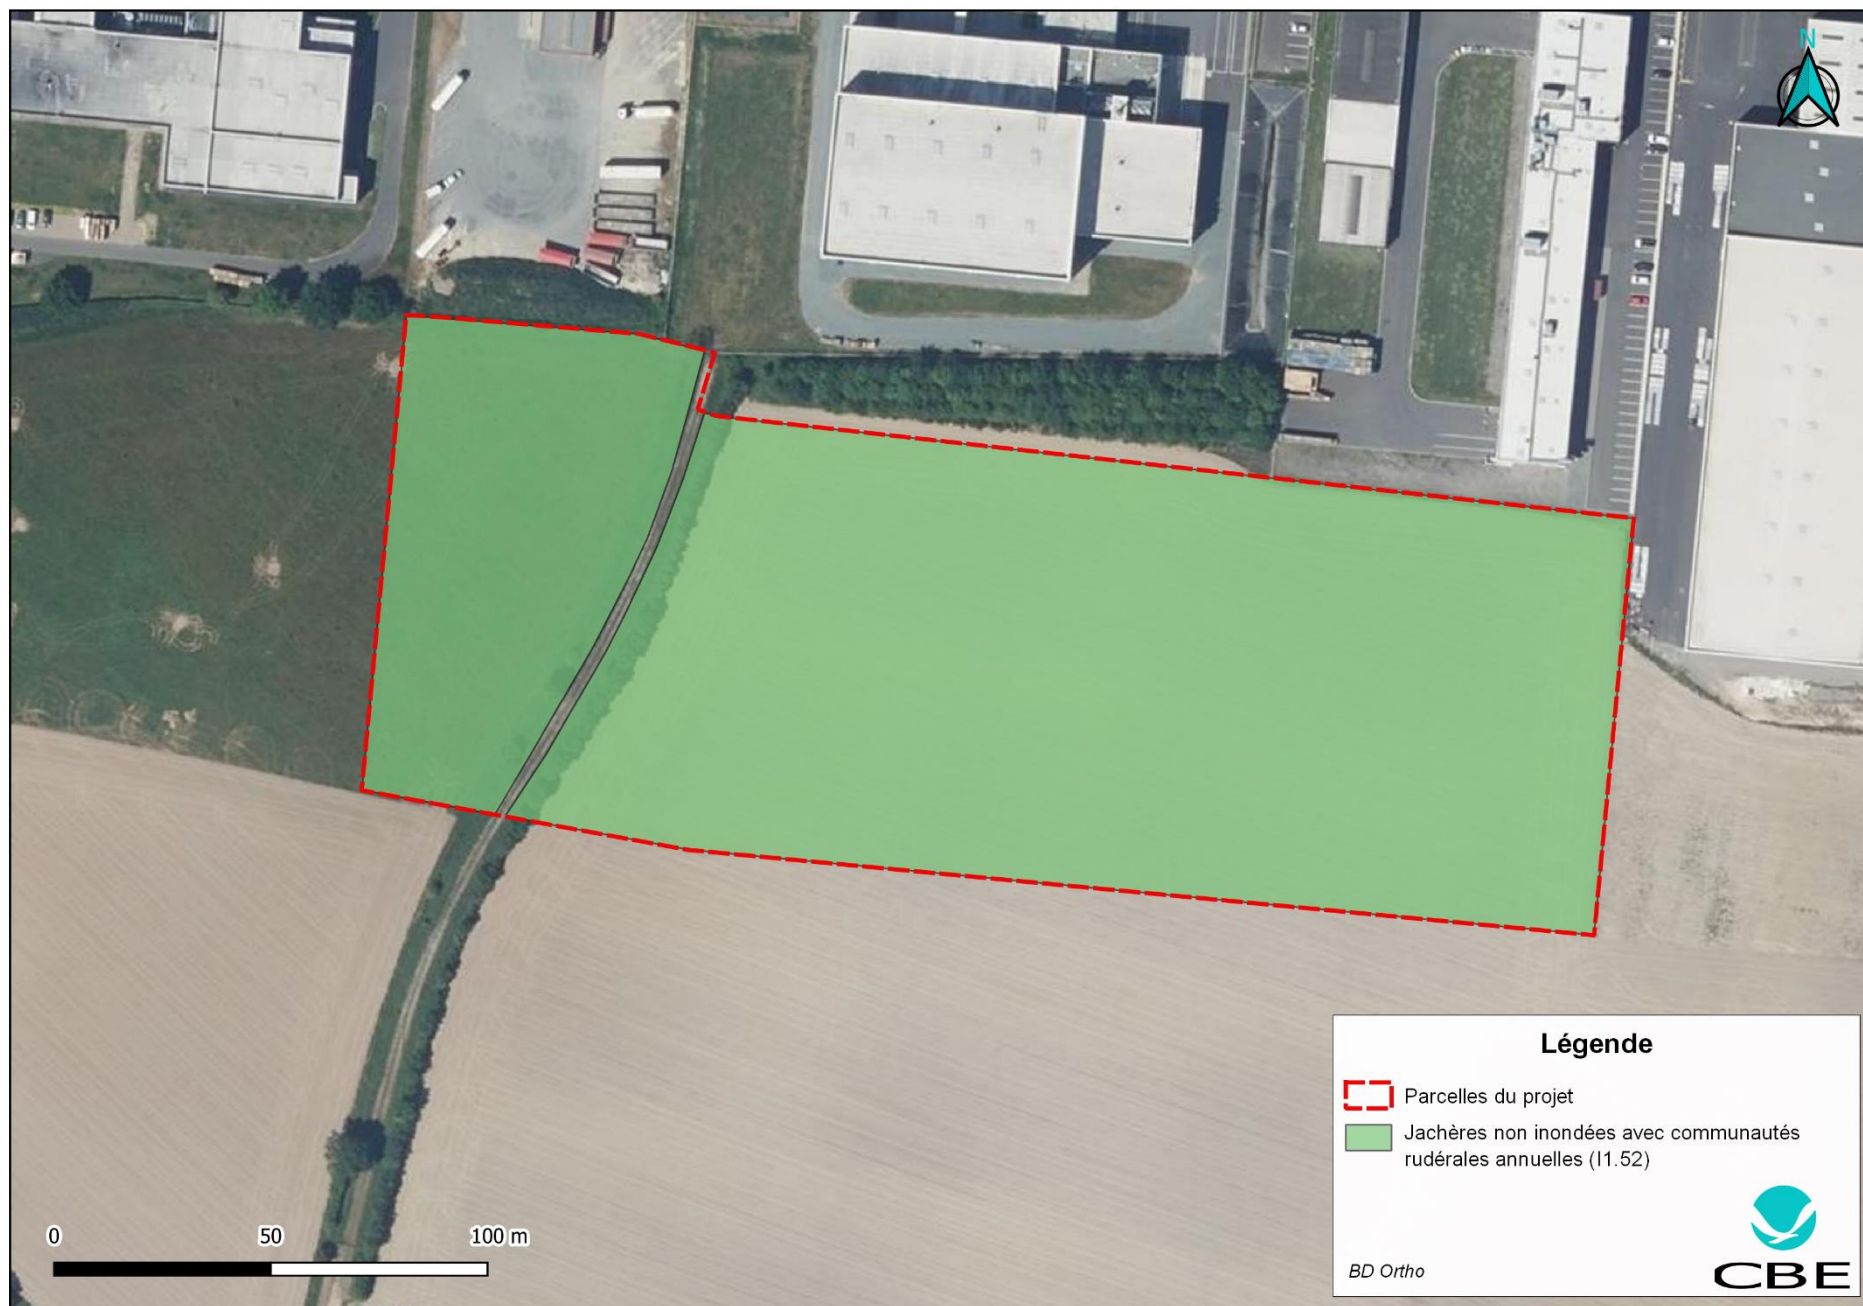 N
Légende
Parcelles du projet
Jachères non inondées avec communautés
rudérales annuelles (I1.52)
0 50 100 m
BD Ortho
CBE